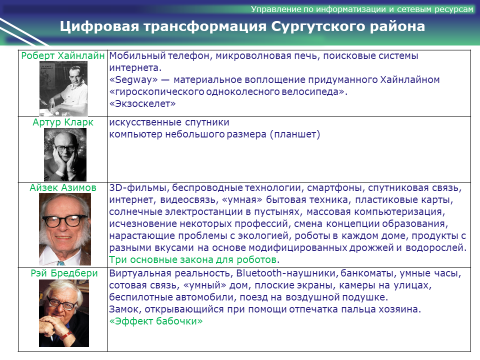 Управление по информатизации и сетевым ресурсам
Цифровая трансформация Сургутского района
Роберт Хайнлайн
Мобильный телефон, микроволновая печь, поисковые системы
интернета.
«Segway» — материальное воплощение придуманного Хайнлайном
«гироскопического одноколесного велосипеда».
«Экзоскелет»
Артур Кларк
искусственные спутники
компьютер небольшого размера (планшет)
Айзек Азимов
3D-фильмы, беспроводные технологии, смартфоны, спутниковая связь,
интернет, видеосвязь, «умная» бытовая техника, пластиковые карты,
солнечные электростанции в пустынях, массовая компьютеризация,
исчезновение некоторых профессий, смена концепции образования,
нарастающие проблемы с экологией, роботы в каждом доме, продукты с
разными вкусами на основе модифицированных дрожжей и водорослей.
Три основные закона для роботов.
Рэй Бредбери
Виртуальная реальность, Bluetooth-наушники, банкоматы, умные часы,
сотовая связь, «умный» дом, плоские экраны, камеры на улицах,
беспилотные автомобили, поезд на воздушной подушке.
Замок, открывающийся при помощи отпечатка пальца хозяина.
«Эффект бабочки»